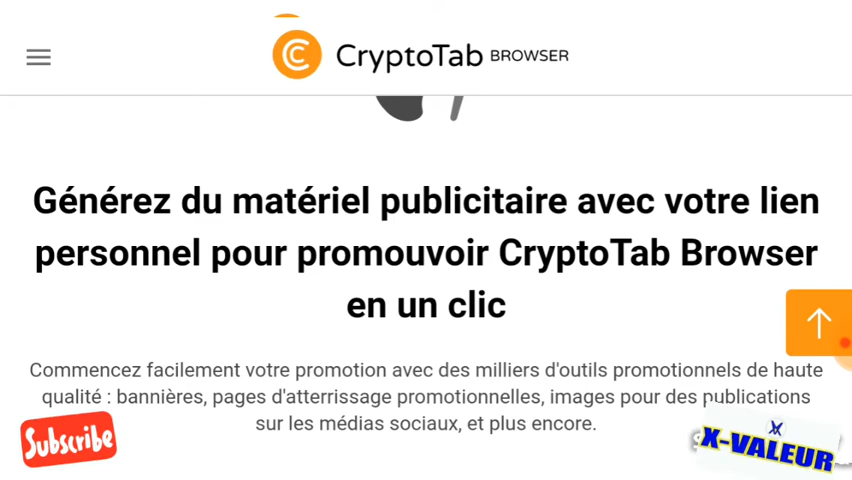 CryptoTab BROWSER
Générez du matériel publicitaire avec votre lien
personnel pour promouvoir CryptoTab Browser
en un clic
Commencez facilement votre promotion avec des milliers d'outils promotionnels de haute
qualité : bannières, pages d'atterrissage promotionnelles, images pour des publications
sur les médias sociaux, et plus encore.
Subscribe
X-VALEUR